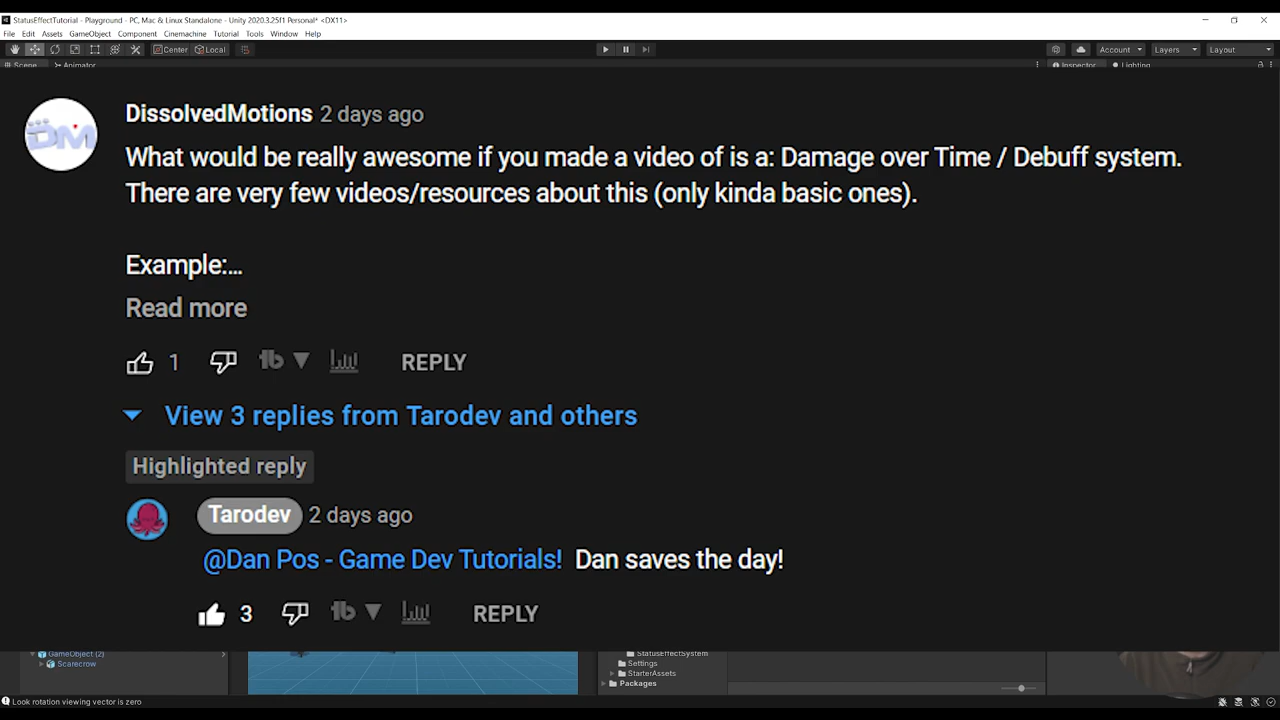 StatusEffectTutorial - Playground - PC, Mac & Linux Standalone - Unity 2020.3.25f1 Personal* <DX11>
File Edit Assets GameObject Component Cinemachine Tutorial Tools Window Help
Center Local Account Layers Layout
Scene Animator Inspector Lighting
DM
DissolvedMotions 2 days ago
What would be really awesome if you made a video of is a: Damage over Time / Debuff system.
There are very few videos/resources about this (only kinda basic ones).
Example:...
Read more
1 tb REPLY
View 3 replies from Tarodev and others
Highlighted reply
Tarodev 2 days ago
@Dan Pos - Game Dev Tutorials! Dan saves the day!
3 tb REPLY
GameObject (2) StatusEffectSystem
Scarecrow Settings
StarterAssets
Packages
Look rotation viewing vector is zero